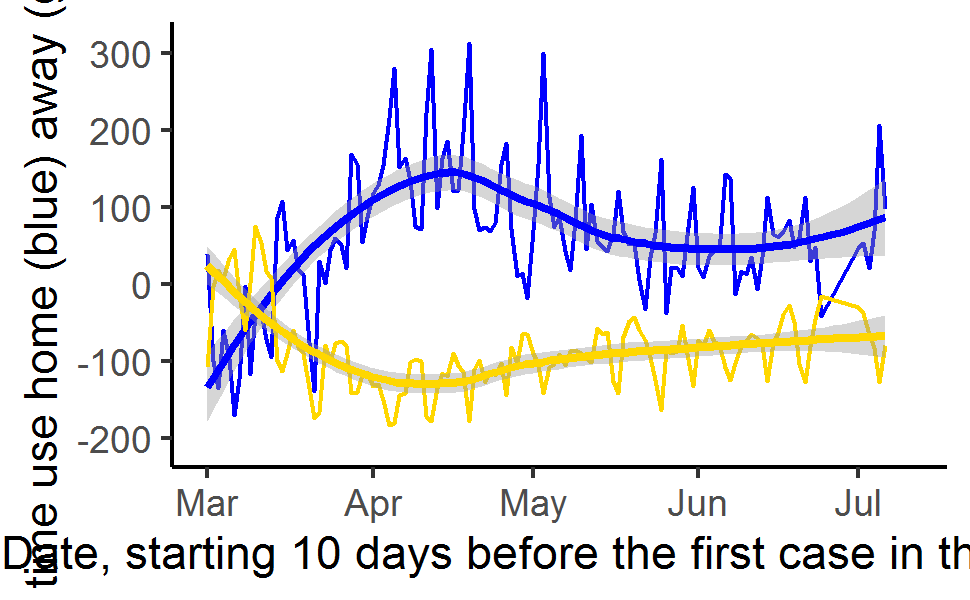 time use home (blue) away (
300
200
100
0
-100
-200
Mar Apr May Jun Jul
Date, starting 10 days before the first case in th